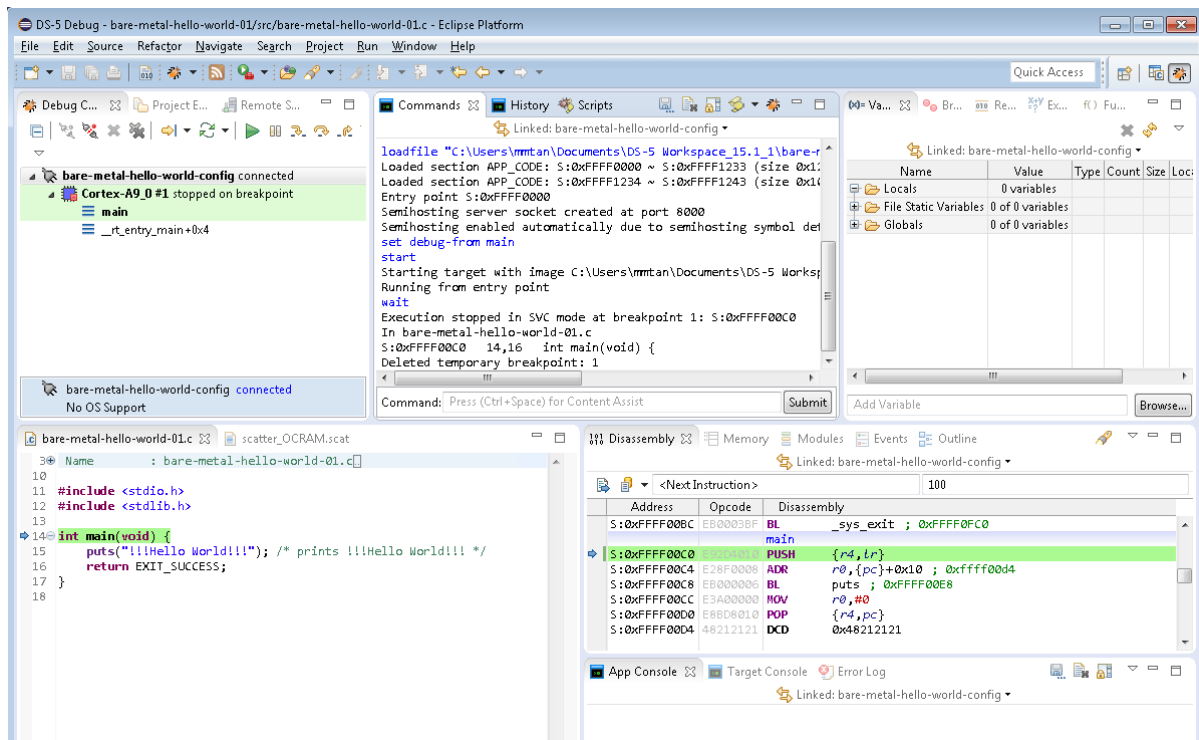 DS-5 Debug - bare-metal-hello-world-01/src/bare-metal-hello-world-01.c - Eclipse Platform
File Edit Source Refactor Navigate Search Project Run Window Help
Quick Access
Debug C... Project E... Remote S...
bare-metal-hello-world-config connected
Cortex-A9_0 #1 stopped on breakpoint
main
__rt_entry_main+0x4
bare-metal-hello-world-config connected
No OS Support
Commands History Scripts
Linked: bare-metal-hello-world-config
loadfile "C:\Users\mmtan\Documents\DS-5 Workspace_15.1_1\bare-r
Loaded section APP_CODE: S:0xFFFF0000 ~ S:0xFFFF1233 (size 0x12
Loaded section APP_CODE: S:0xFFFF1234 ~ S:0xFFFF1243 (size 0x10
Entry point S:0xFFFF0000
Semihosting server socket created at port 8000
Semihosting enabled automatically due to semihosting symbol det
set debug-from main
start
Starting target with image C:\Users\mmtan\Documents\DS-5 Worksp
Running from entry point
wait
Execution stopped in SVC mode at breakpoint 1: S:0xFFFF00C0
In bare-metal-hello-world-01.c
S:0xFFFF00C0 14,16 int main(void) {
Deleted temporary breakpoint: 1
Command: Press (Ctrl+Space) for Content Assist Submit
(x)= Va... Br... Re... Ex... f() Fu...
Linked: bare-metal-hello-world-config
Name Value Type Count Size Loc
Locals 0 variables
File Static Variables 0 of 0 variables
Globals 0 of 0 variables
Add Variable Browse...
bare-metal-hello-world-01.c scatter_OCRAM.scat
3 Name : bare-metal-hello-world-01.c
10
11 #include <stdio.h>
12 #include <stdlib.h>
13
14 int main(void) {
15 puts("!!!Hello World!!!"); /* prints !!!Hello World!!! */
16 return EXIT_SUCCESS;
17 }
18
Disassembly Memory Modules Events Outline
Linked: bare-metal-hello-world-config
<Next Instruction> 100
Address Opcode Disassembly
S:0xFFFF00BC EB0003BF BL _sys_exit ; 0xFFFF0FC0
main
S:0xFFFF00C0 E92D4010 PUSH {r4,lr}
S:0xFFFF00C4 E28F0008 ADR r0,{pc}+0x10 ; 0xffff00d4
S:0xFFFF00C8 EB000006 BL puts ; 0xFFFF00E8
S:0xFFFF00CC E3A00000 MOV r0,#0
S:0xFFFF00D0 E8BD8010 POP {r4,pc}
S:0xFFFF00D4 48212121 DCD 0x48212121
App Console Target Console Error Log
Linked: bare-metal-hello-world-config